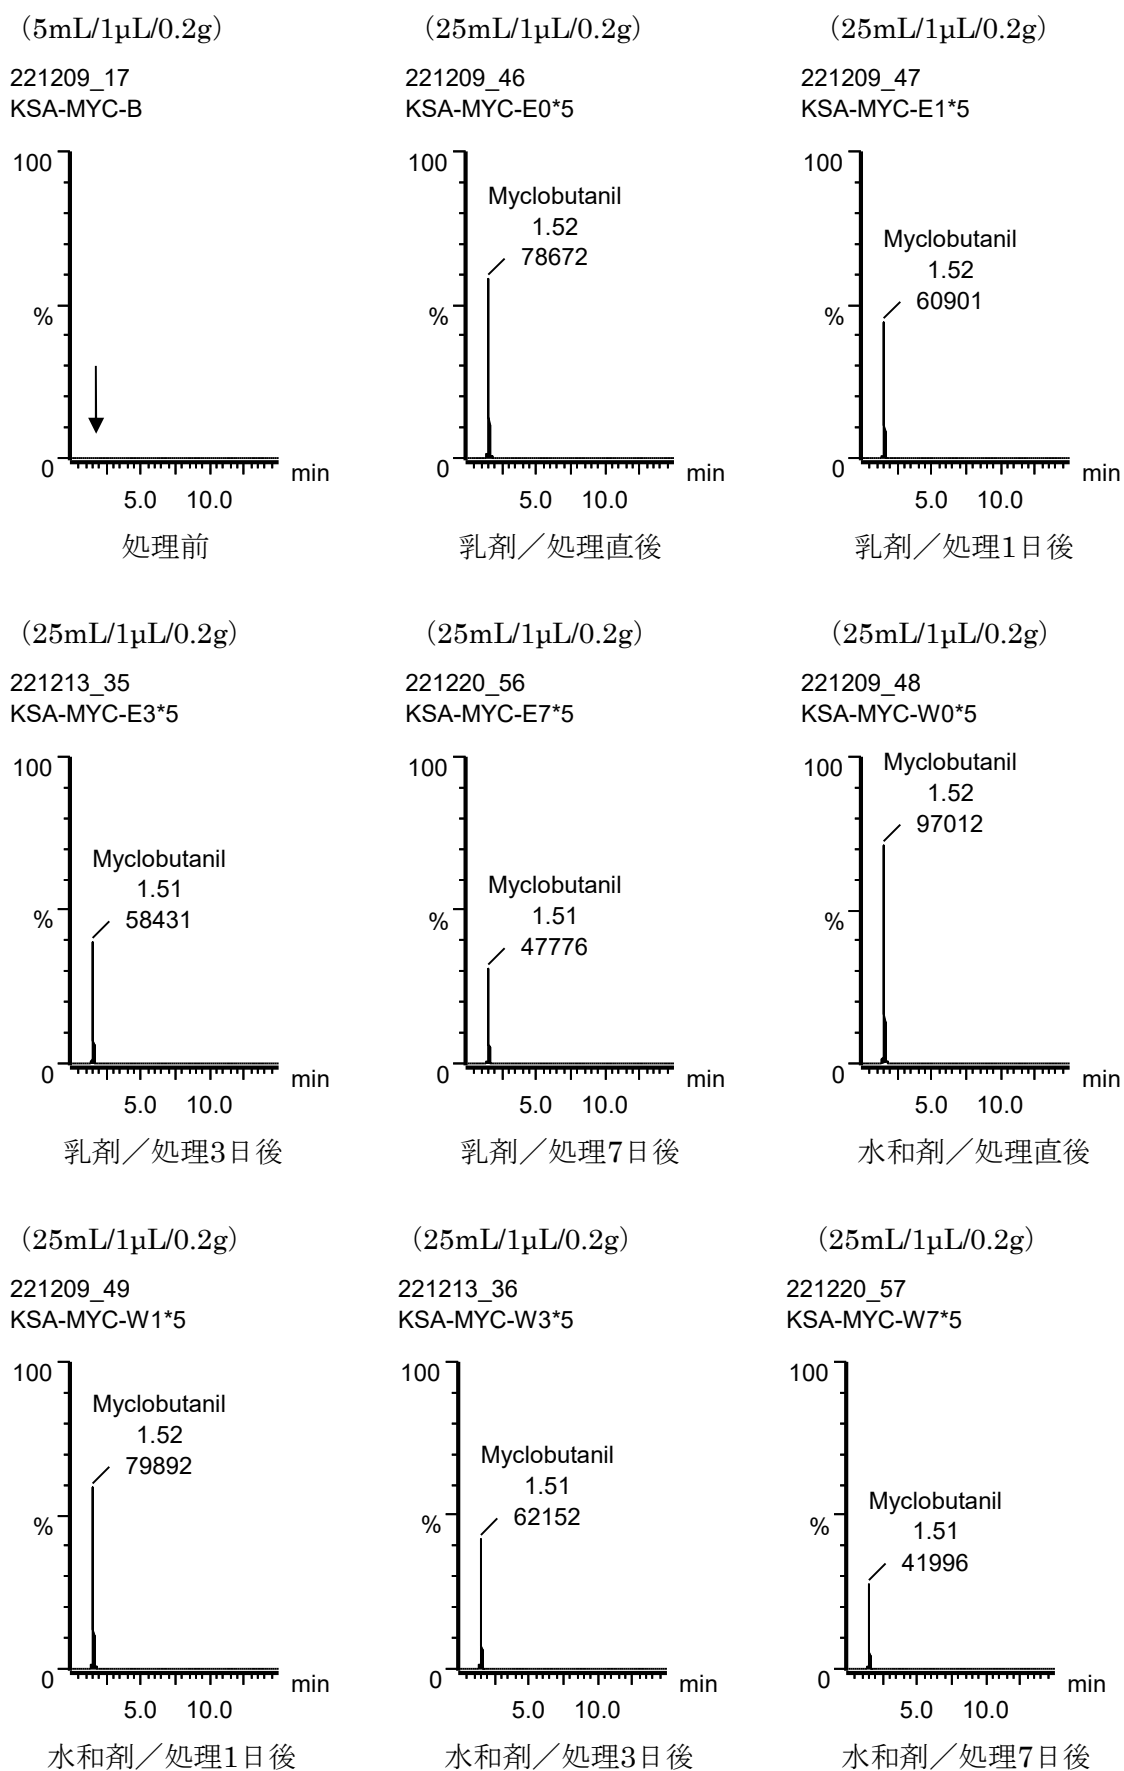 （5mL/1μL/0.2g）
221209_17
KSA-MYC-B
100
%
0
min
5.0 10.0
処理前
（25mL/1μL/0.2g）
221209_46
KSA-MYC-E0*5
100
Myclobutanil
1.52
78672
%
0
min
5.0 10.0
乳剤／処理直後
（25mL/1μL/0.2g）
221209_47
KSA-MYC-E1*5
100
Myclobutanil
1.52
60901
%
0
min
5.0 10.0
乳剤／処理1日後
（25mL/1μL/0.2g）
221213_35
KSA-MYC-E3*5
100
Myclobutanil
1.51
58431
%
0
min
5.0 10.0
乳剤／処理3日後
（25mL/1μL/0.2g）
221220_56
KSA-MYC-E7*5
100
Myclobutanil
1.51
47776
%
0
min
5.0 10.0
乳剤／処理7日後
（25mL/1μL/0.2g）
221209_48
KSA-MYC-W0*5
100
Myclobutanil
1.52
97012
%
0
min
5.0 10.0
水和剤／処理直後
（25mL/1μL/0.2g）
221209_49
KSA-MYC-W1*5
100
Myclobutanil
1.52
79892
%
0
min
5.0 10.0
水和剤／処理1日後
（25mL/1μL/0.2g）
221213_36
KSA-MYC-W3*5
100
Myclobutanil
1.51
62152
%
0
min
5.0 10.0
水和剤／処理3日後
（25mL/1μL/0.2g）
221220_57
KSA-MYC-W7*5
100
Myclobutanil
1.51
41996
%
0
min
5.0 10.0
水和剤／処理7日後